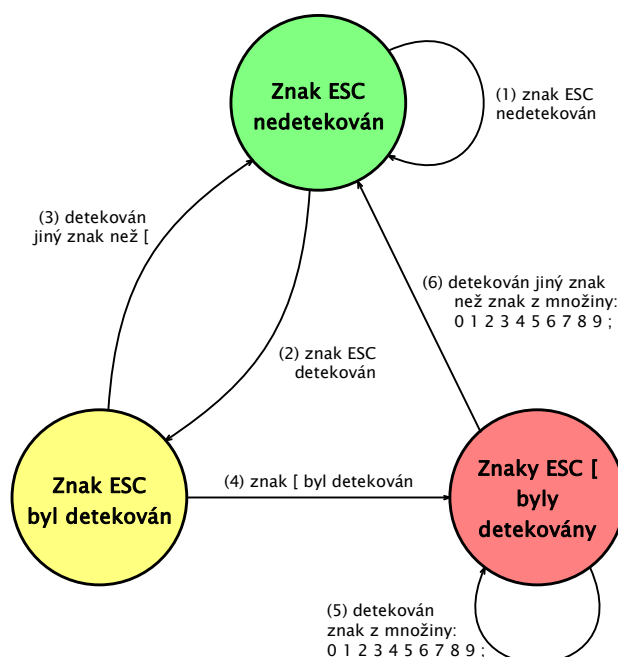 Znak ESC
nedetekován
(1) znak ESC
nedetekován
(3) detekován
jiný znak než [
(6) detekován jiný znak
než znak z množiny:
0 1 2 3 4 5 6 7 8 9 ;
(2) znak ESC
detekován
Znak ESC
byl detekován
(4) znak [ byl detekován
Znaky ESC [
byly
detekovány
(5) detekován
znak z množiny:
0 1 2 3 4 5 6 7 8 9 ;